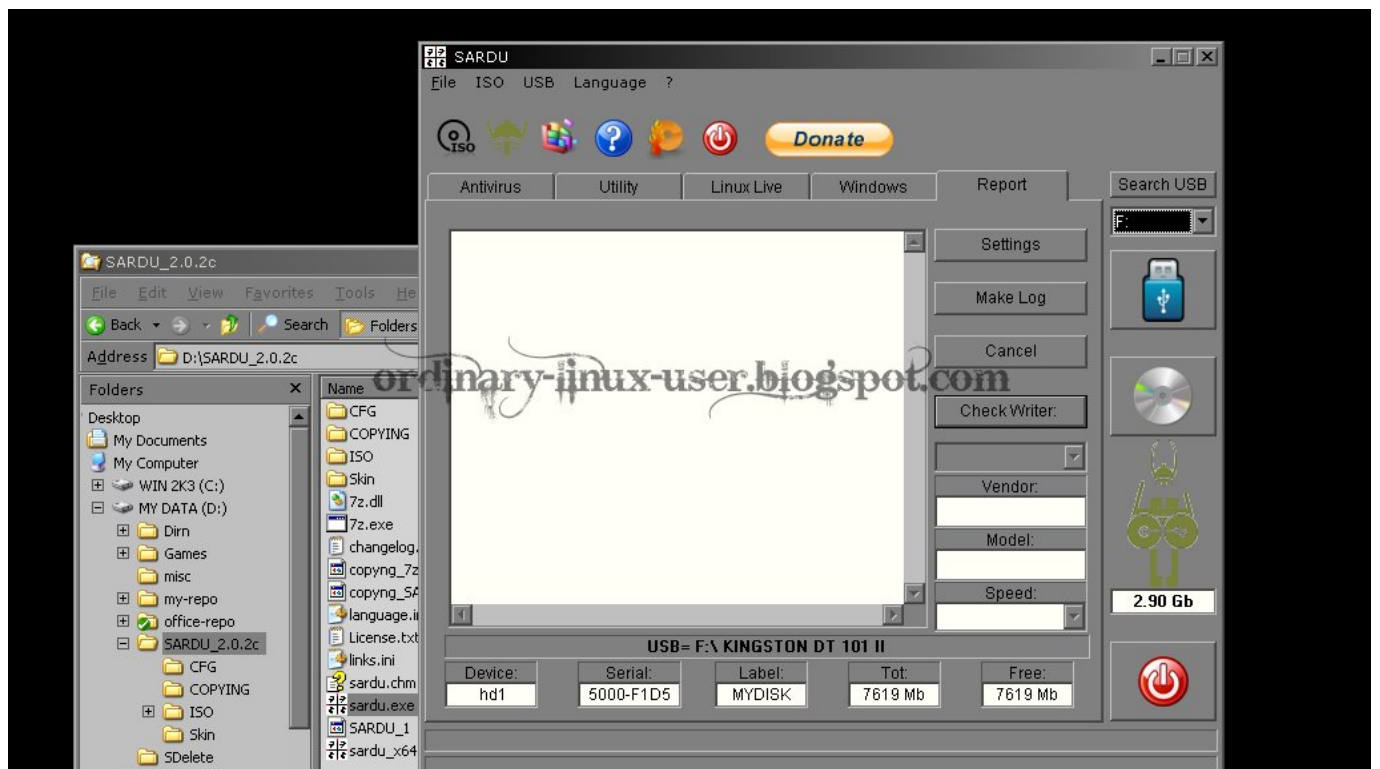 SARDU
File ISO USB Language ?
ISO
Donate
Antivirus Utility Linux Live Windows Report
Search USB
F:
Settings
Make Log
Cancel
Check Writer:
Vendor:
Model:
Speed:
2.90 Gb
USB= F:\ KINGSTON DT 101 II
Device: Serial: Label: Tot: Free:
hd1 5000-F1D5 MYDISK 7619 Mb 7619 Mb
SARDU_2.0.2c
File Edit View Favorites Tools He
Back Search Folders
Address D:\SARDU_2.0.2c
Folders x
Desktop
My Documents
My Computer
WIN 2K3 (C:)
MY DATA (D:)
Dirn
Games
misc
my-repo
office-repo
SARDU_2.0.2c
CFG
COPYING
ISO
Skin
SDelete
Name
CFG
COPYING
ISO
Skin
7z.dll
7z.exe
changelog.
copyng_7z
copyng_SA
language.i
License.txt
links.ini
sardu.chm
sardu.exe
SARDU_1
sardu_x64
ordinary-linux-user.blogspot.com